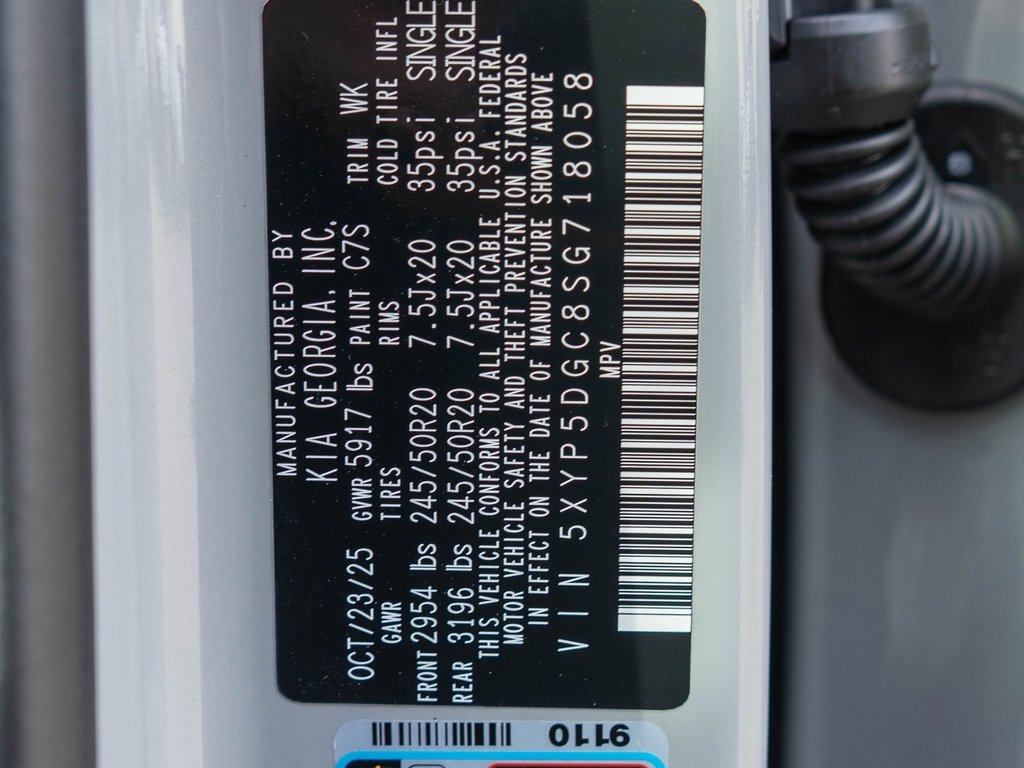 MANUFACTURED BY
KIA GEORGIA, INC.
OCT/23/25 GVWR 5917 lbs PAINT C7S TRIM WK
GAWR TIRES RIMS COLD TIRE INFL
FRONT 2954 lbs 245/50R20 7.5Jx20 35psi SINGLE
REAR 3196 lbs 245/50R20 7.5Jx20 35psi SINGLE
THIS VEHICLE CONFORMS TO ALL APPLICABLE U.S.A. FEDERAL
MOTOR VEHICLE SAFETY AND THEFT PREVENTION STANDARDS
IN EFFECT ON THE DATE OF MANUFACTURE SHOWN ABOVE
VIN 5XYP5DGC8SG718058
MPV
9110